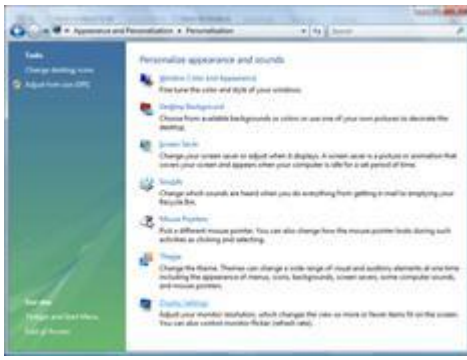 Appearance and Personalization ▸ Personalization
Search
Tasks
Change desktop icons
Adjust font size (DPI)
Personalize appearance and sounds
Window Color and Appearance
Fine tune the color and style of your windows.
Desktop Background
Choose from available backgrounds or colors or use one of your own pictures to decorate the
desktop.
Screen Saver
Change your screen saver or adjust when it displays. A screen saver is a picture or animation that
covers your screen and appears when your computer is idle for a set period of time.
Sounds
Change which sounds are heard when you do everything from getting e-mail to emptying your
Recycle Bin.
Mouse Pointers
Pick a different mouse pointer. You can also change how the mouse pointer looks during such
activities as clicking and selecting.
Theme
Change the theme. Themes can change a wide range of visual and auditory elements at one time
including the appearance of menus, icons, backgrounds, screen savers, some computer sounds,
and mouse pointers.
Display Settings
Adjust your monitor resolution, which changes the view so more or fewer items fit on the screen.
You can also control monitor flicker (refresh rate).
See also
Taskbar and Start Menu
Ease of Access